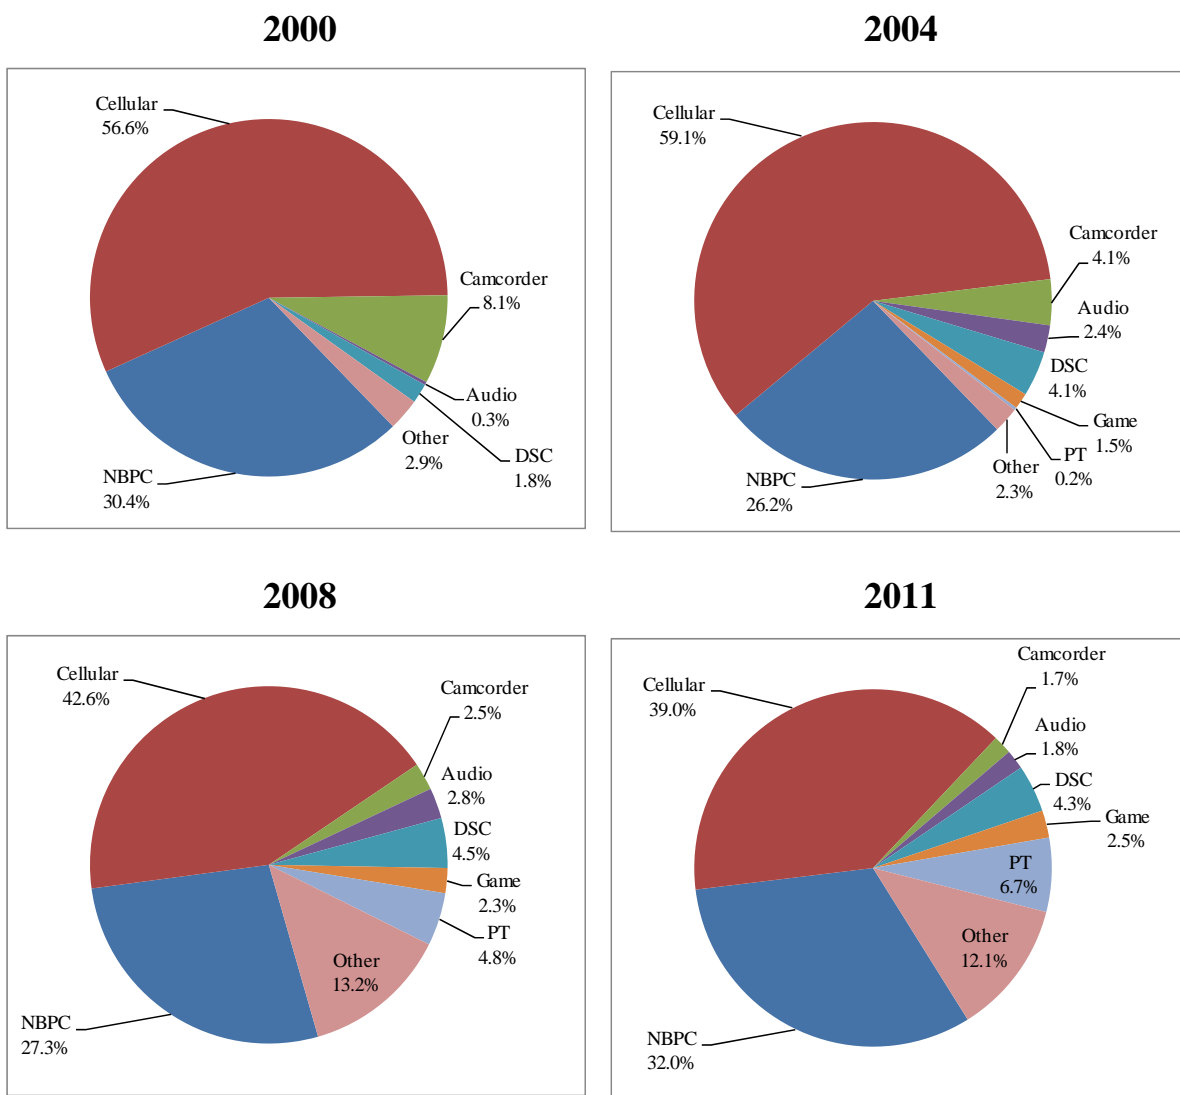 2000
Cellular
56.6%
Camcorder
8.1%
Audio
0.3%
DSC
1.8%
Other
2.9%
NBPC
30.4%
2004
Cellular
59.1%
Camcorder
4.1%
Audio
2.4%
DSC
4.1%
Game
1.5%
PT
0.2%
Other
2.3%
NBPC
26.2%
2008
Cellular
42.6%
Camcorder
2.5%
Audio
2.8%
DSC
4.5%
Game
2.3%
PT
4.8%
Other
13.2%
NBPC
27.3%
2011
Cellular
39.0%
Camcorder
1.7%
Audio
1.8%
DSC
4.3%
Game
2.5%
PT
6.7%
Other
12.1%
NBPC
32.0%